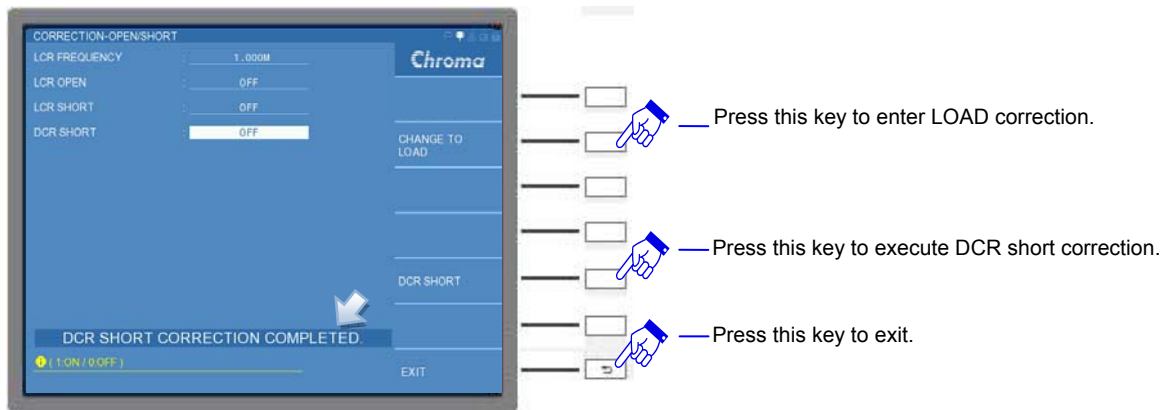 CORRECTION-OPEN/SHORT
LCR FREQUENCY : 1.000M
LCR OPEN : OFF
LCR SHORT : OFF
DCR SHORT : OFF
DCR SHORT CORRECTION COMPLETED.
( 1:ON / 0:OFF )
Chroma
CHANGE TO
LOAD
DCR SHORT
EXIT
Press this key to enter LOAD correction.
Press this key to execute DCR short correction.
Press this key to exit.